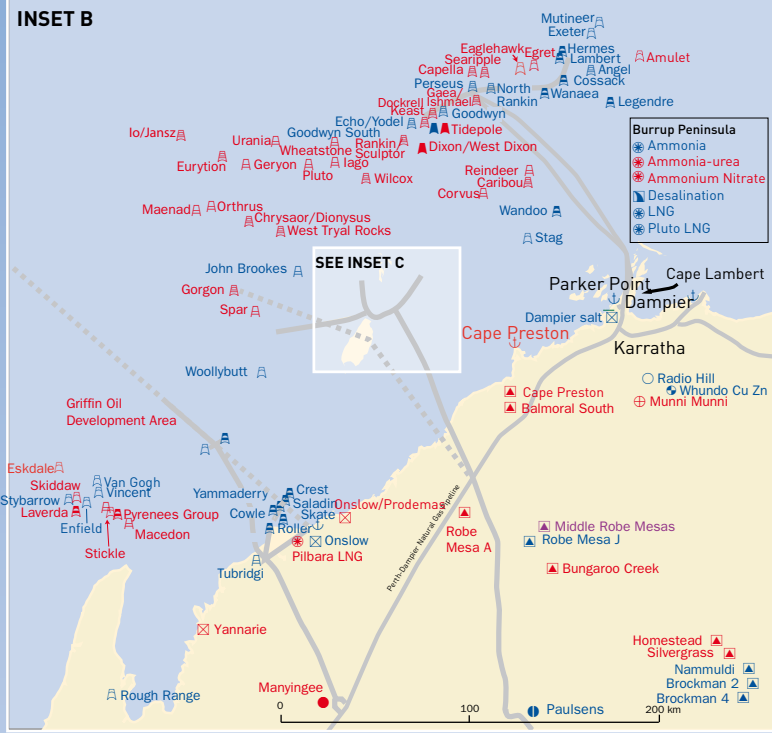 INSET B
Mutineer
Exeter
Eaglehawk
Egret
Hermes
Searipple
Lambert
Amulet
Capella
Angel
Perseus
Cossack
North
Rankin
Gaea/
Wanaea
Dockrell Ishmael
Legendre
Keast
Goodwyn
Echo/Yodel
Tidepole
Io/Jansz
Goodwyn South
Urania
Rankin/
Sculptor
Dixon/West Dixon
Wheatstone
Eurytion
Geryon
Iago
Pluto
Wilcox
Reindeer
Caribou
Corvus
Burrup Peninsula
Ammonia
Ammonia-urea
Ammonium Nitrate
Desalination
LNG
Pluto LNG
Maenad
Orthrus
Chrysaor/Dionysus
West Tryal Rocks
Wandoo
Stag
SEE INSET C
John Brookes
Gorgon
Spar
Cape Lambert
Parker Point
Dampier
Dampier salt
Cape Preston
Karratha
Woollybutt
Radio Hill
Whundo Cu Zn
Munni Munni
Cape Preston
Balmoral South
Griffin Oil
Development Area
Eskdale
Skiddaw
Van Gogh
Vincent
Stybarrow
Laverda
Enfield
Pyrenees Group
Macedon
Stickle
Yammaderry
Crest
Saladin
Cowle
Skate
Roller
Onslow/Prodemas
Onslow
Pilbara LNG
Tubridgi
Perth-Dampier Natural Gas Pipeline
Robe
Mesa A
Middle Robe Mesas
Robe Mesa J
Bungaroo Creek
Yannarie
Homestead
Silvergrass
Nammuldi
Brockman 2
Brockman 4
Rough Range
Manyingee
Paulsens
0
100
200 km